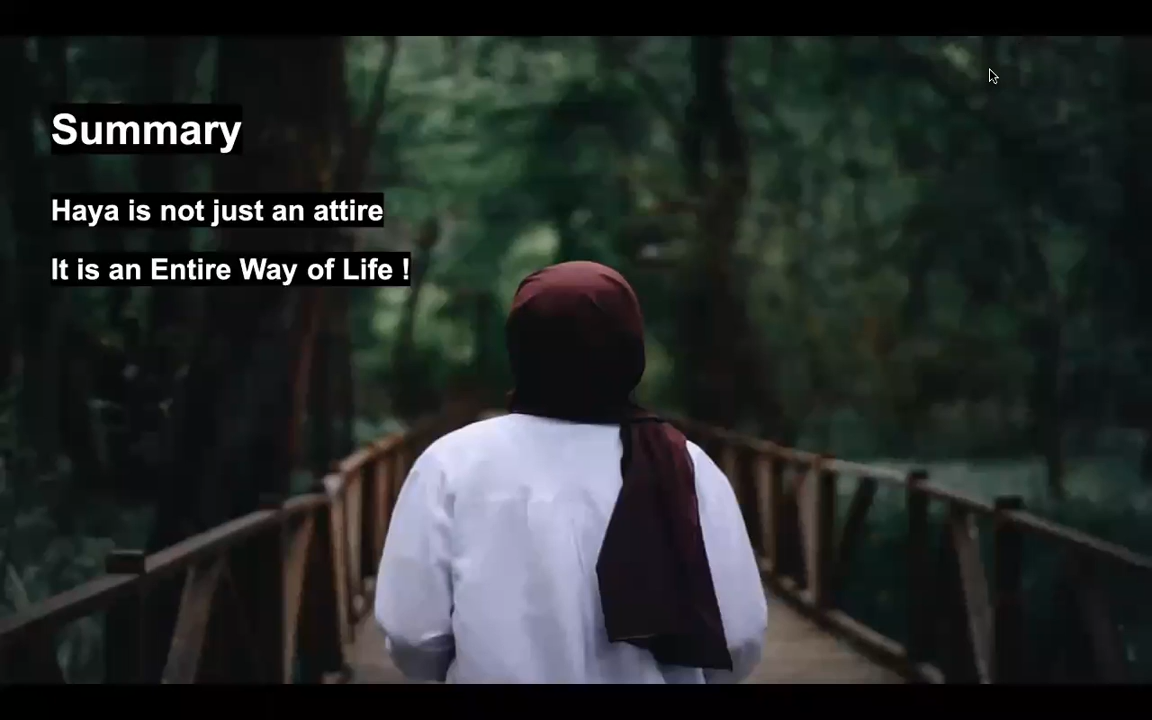 Summary
Haya is not just an attire
It is an Entire Way of Life !